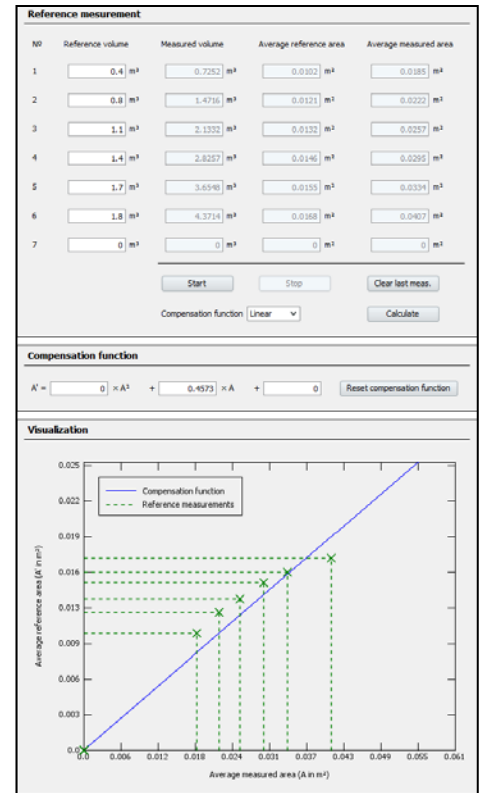 Reference mesurement
Nº Reference volume Measured volume Average reference area Average measured area
1 0.4 m³ 0.7252 m³ 0.0102 m² 0.0185 m²
2 0.8 m³ 1.4716 m³ 0.0121 m² 0.0222 m²
3 1.1 m³ 2.1332 m³ 0.0132 m² 0.0257 m²
4 1.4 m³ 2.8257 m³ 0.0146 m² 0.0295 m²
5 1.7 m³ 3.6548 m³ 0.0155 m² 0.0334 m²
6 1.8 m³ 4.3714 m³ 0.0168 m² 0.0407 m²
7 0 m³ 0 m³ 0 m² 0 m²
Start Stop Clear last meas.
Compensation function Linear Calculate
Compensation function
A' = 0 × A² + 0.4573 × A + 0 Reset compensation function
Visualization
0.025
0.022
0.019
0.016
0.013
0.009
0.006
0.003
0.0
Compensation function
Reference measurements
Average reference area (A' in m²)
0.0 0.006 0.012 0.018 0.024 0.031 0.037 0.043 0.049 0.055 0.061
Average measured area (A in m²)